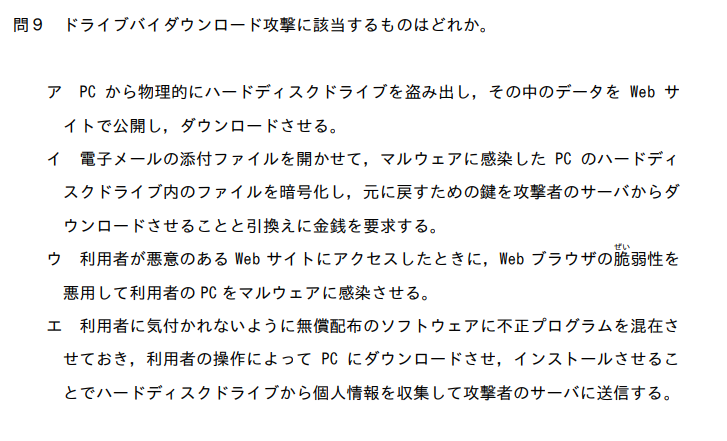 問9 ドライブバイダウンロード攻撃に該当するものはどれか。
ア PC から物理的にハードディスクドライブを盗み出し，その中のデータを Web サ
イトで公開し，ダウンロードさせる。
イ 電子メールの添付ファイルを開かせて，マルウェアに感染した PC のハードディ
スクドライブ内のファイルを暗号化し，元に戻すための鍵を攻撃者のサーバからダ
ウンロードさせることと引換えに金銭を要求する。
ぜい
ウ 利用者が悪意のある Web サイトにアクセスしたときに，Web ブラウザの脆弱性を
悪用して利用者の PC をマルウェアに感染させる。
エ 利用者に気付かれないように無償配布のソフトウェアに不正プログラムを混在さ
せておき，利用者の操作によって PC にダウンロードさせ，インストールさせるこ
とでハードディスクドライブから個人情報を収集して攻撃者のサーバに送信する。